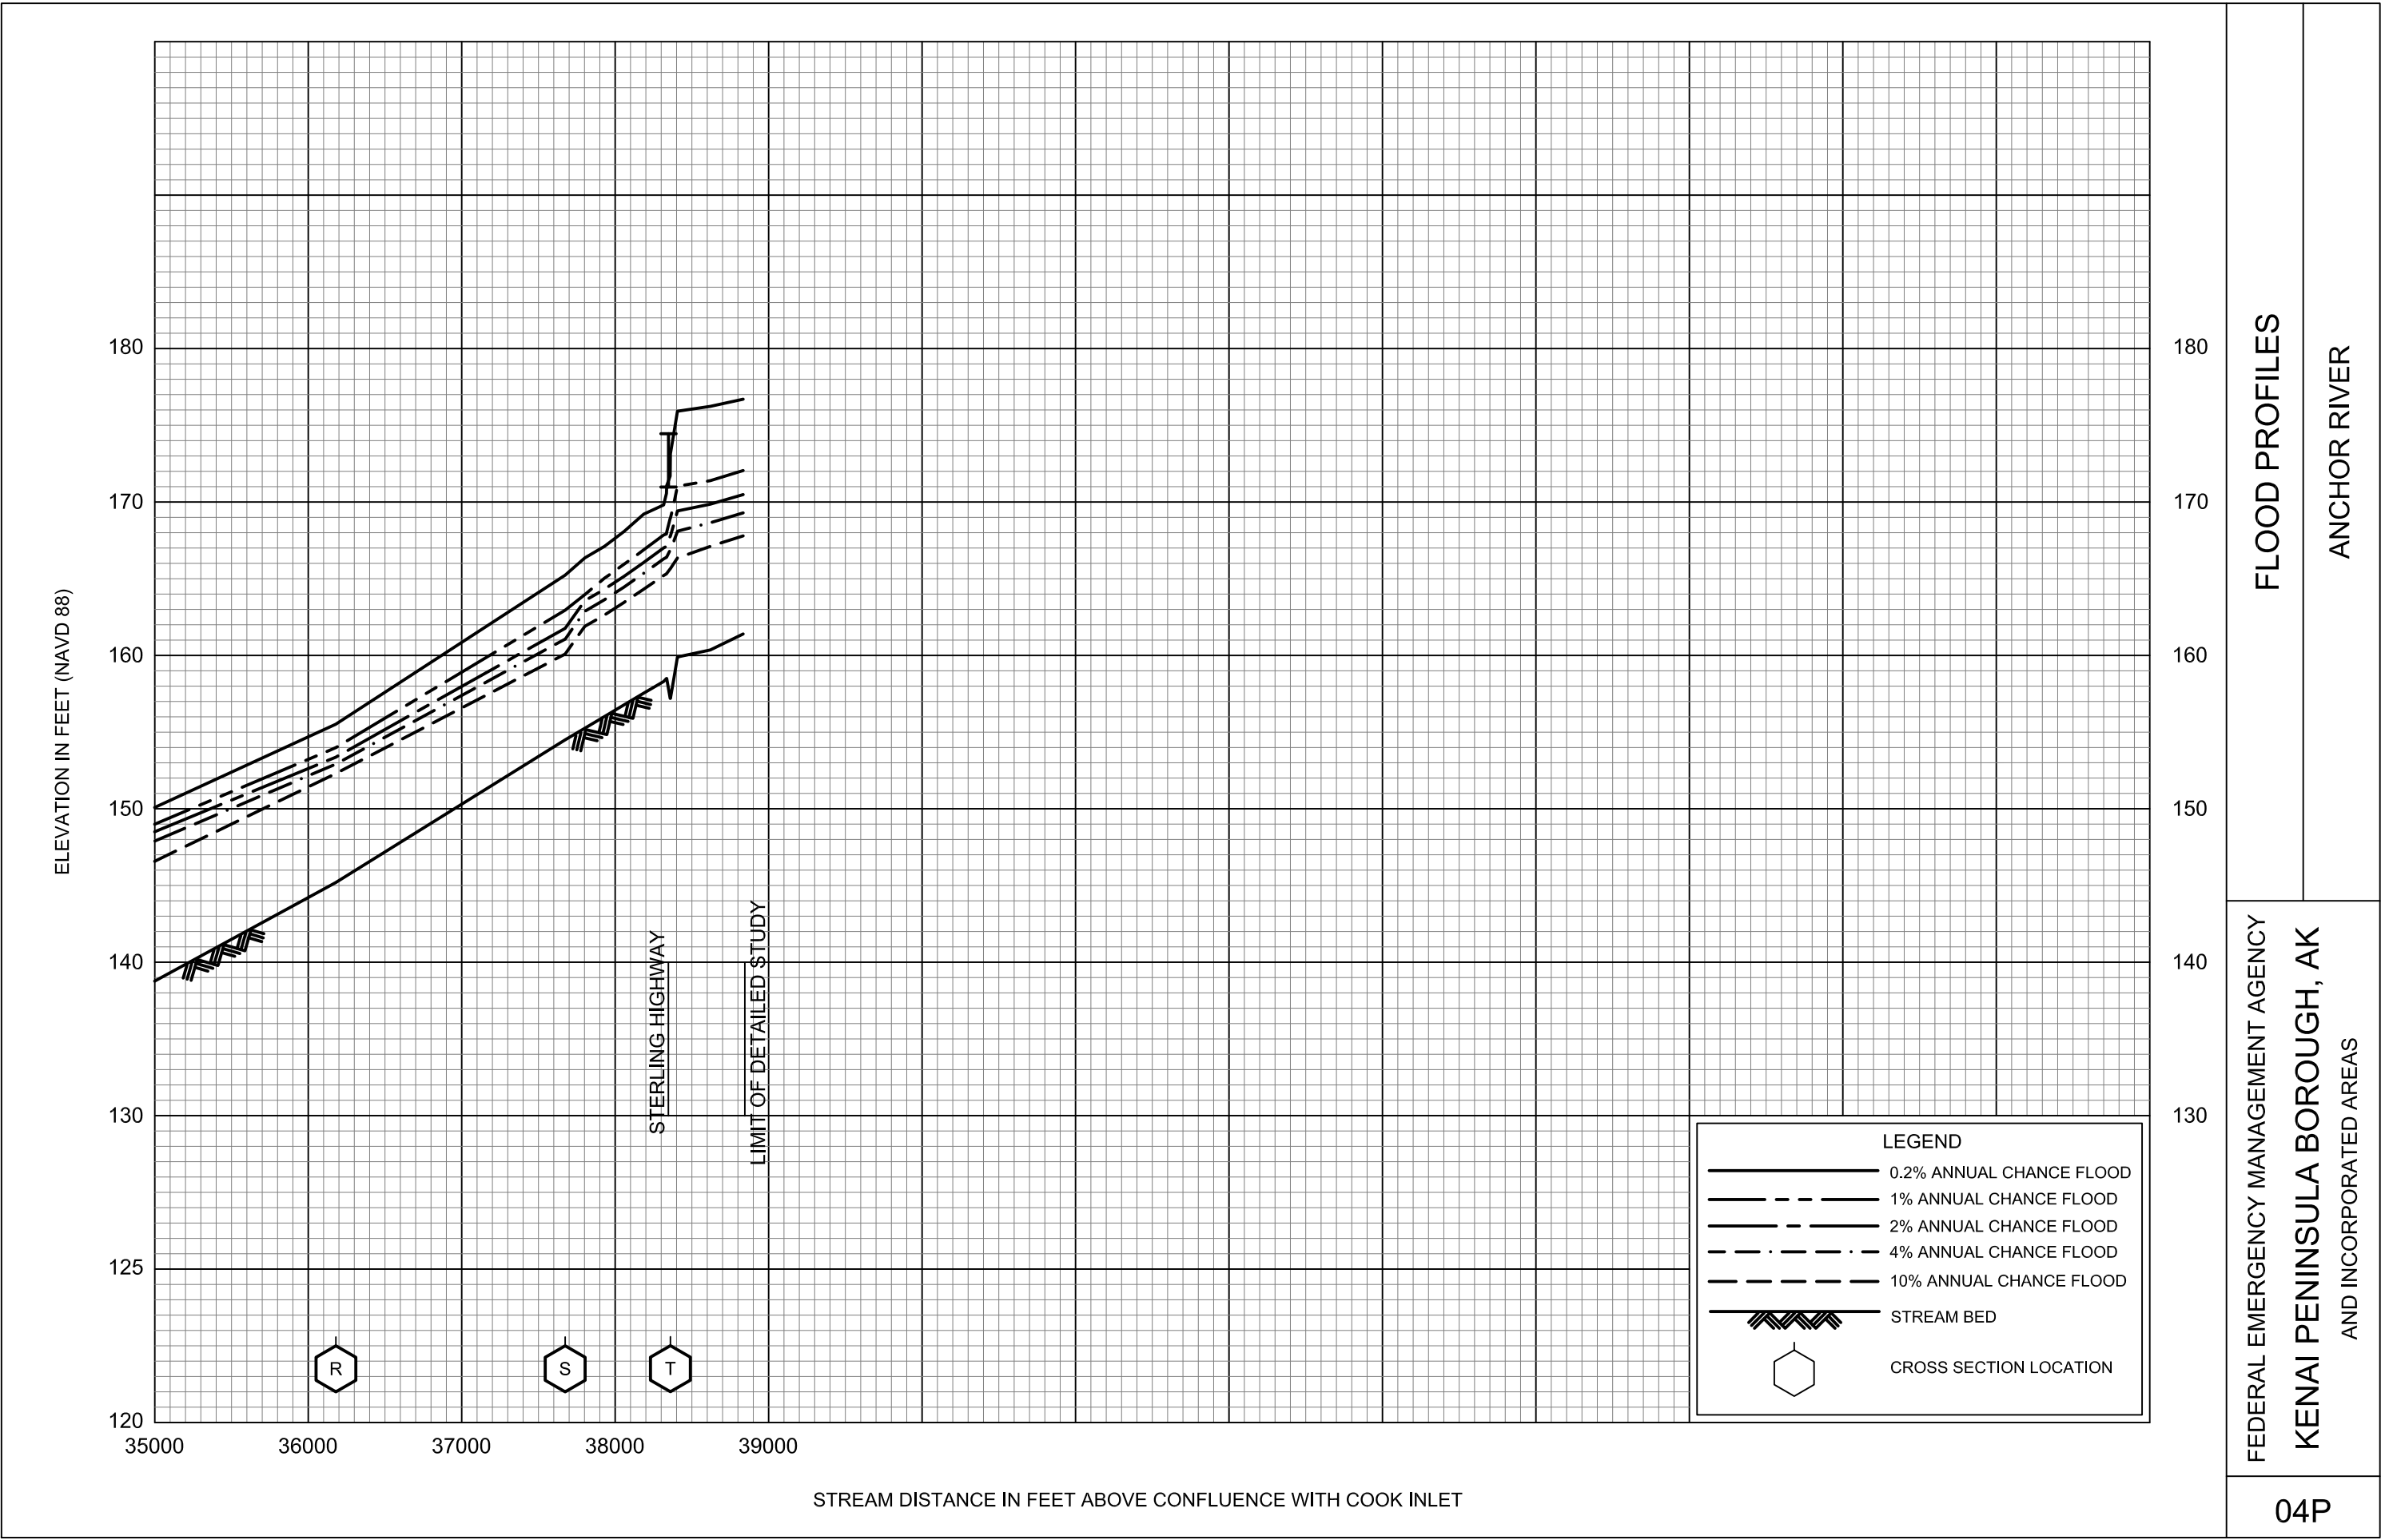 180
170
160
150
140
130
125
120
ELEVATION IN FEET (NAVD 88)
180
170
160
150
140
130
STERLING HIGHWAY
LIMIT OF DETAILED STUDY
R
S
T
35000
36000
37000
38000
39000
STREAM DISTANCE IN FEET ABOVE CONFLUENCE WITH COOK INLET
LEGEND
0.2% ANNUAL CHANCE FLOOD
1% ANNUAL CHANCE FLOOD
2% ANNUAL CHANCE FLOOD
4% ANNUAL CHANCE FLOOD
10% ANNUAL CHANCE FLOOD
STREAM BED
CROSS SECTION LOCATION
FLOOD PROFILES
ANCHOR RIVER
FEDERAL EMERGENCY MANAGEMENT AGENCY
KENAI PENINSULA BOROUGH, AK
AND INCORPORATED AREAS
04P